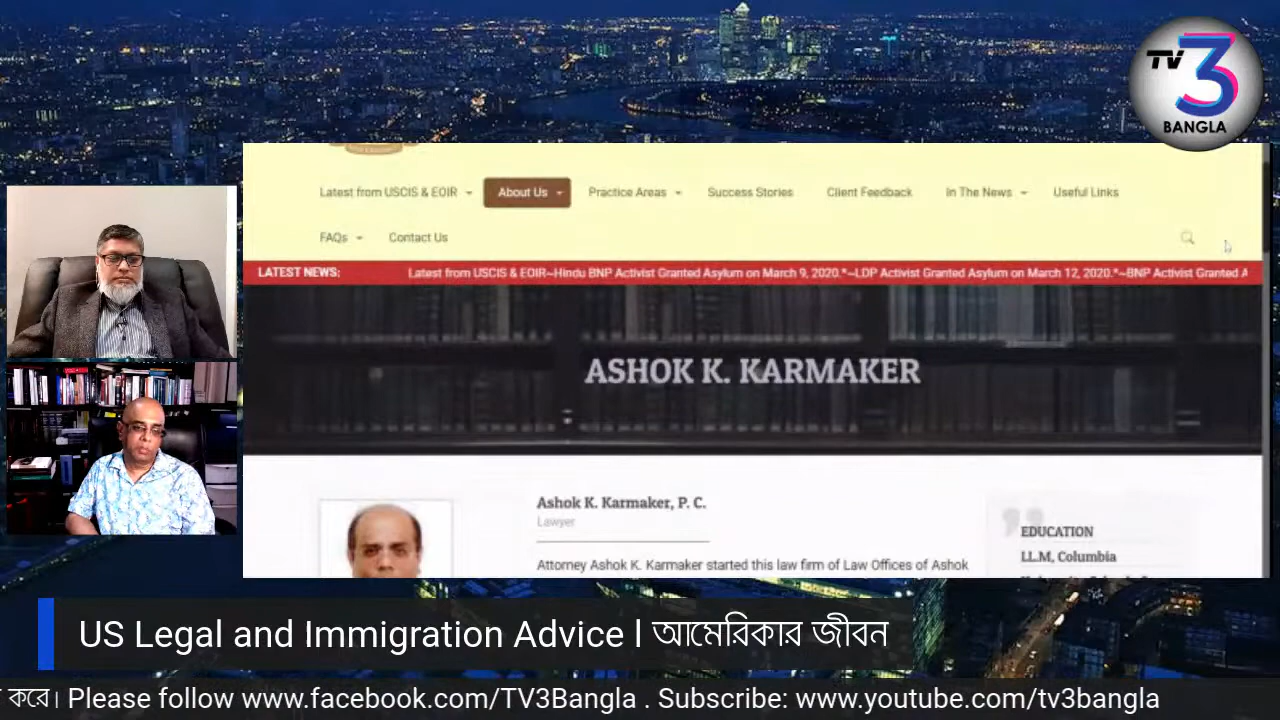 TV3
BANGLA
Latest from USCIS & EOIR
About Us
Practice Areas
Success Stories
Client Feedback
In The News
Useful Links
FAQs
Contact Us
LATEST NEWS:
Latest from USCIS & EOIR~Hindu BNP Activist Granted Asylum on March 9, 2020.*~LDP Activist Granted Asylum on March 12, 2020.*~BNP Activist Granted A
ASHOK K. KARMAKER
Ashok K. Karmaker, P. C.
Lawyer
Attorney Ashok K. Karmaker started this law firm of Law Offices of Ashok
EDUCATION
LL.M, Columbia
US Legal and Immigration Advice l আমেরিকার জীবন
করে। Please follow www.facebook.com/TV3Bangla . Subscribe: www.youtube.com/tv3bangla